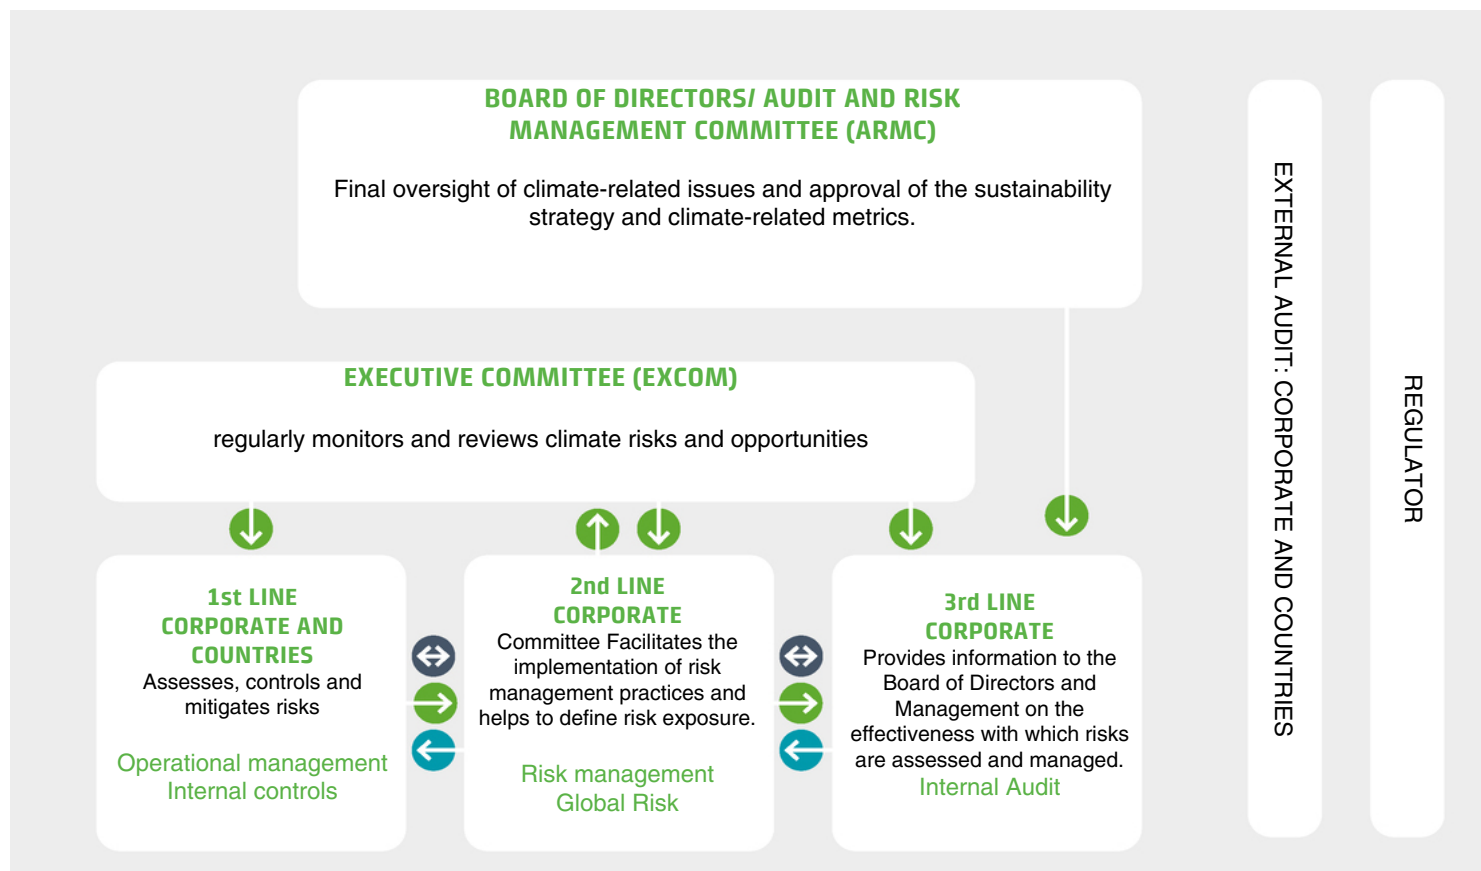 BOARD OF DIRECTORS/ AUDIT AND RISK
MANAGEMENT COMMITTEE (ARMC)
Final oversight of climate-related issues and approval of the sustainability
strategy and climate-related metrics.
EXECUTIVE COMMITTEE (EXCOM)
regularly monitors and reviews climate risks and opportunities
1st LINE
CORPORATE AND
COUNTRIES
Assesses, controls and
mitigates risks
Operational management
Internal controls
2nd LINE
CORPORATE
Committee Facilitates the
implementation of risk
management practices and
helps to define risk exposure.
Risk management
Global Risk
3rd LINE
CORPORATE
Provides information to the
Board of Directors and
Management on the
effectiveness with which risks
are assessed and managed.
Internal Audit
EXTERNAL AUDIT: CORPORATE AND COUNTRIES
REGULATOR